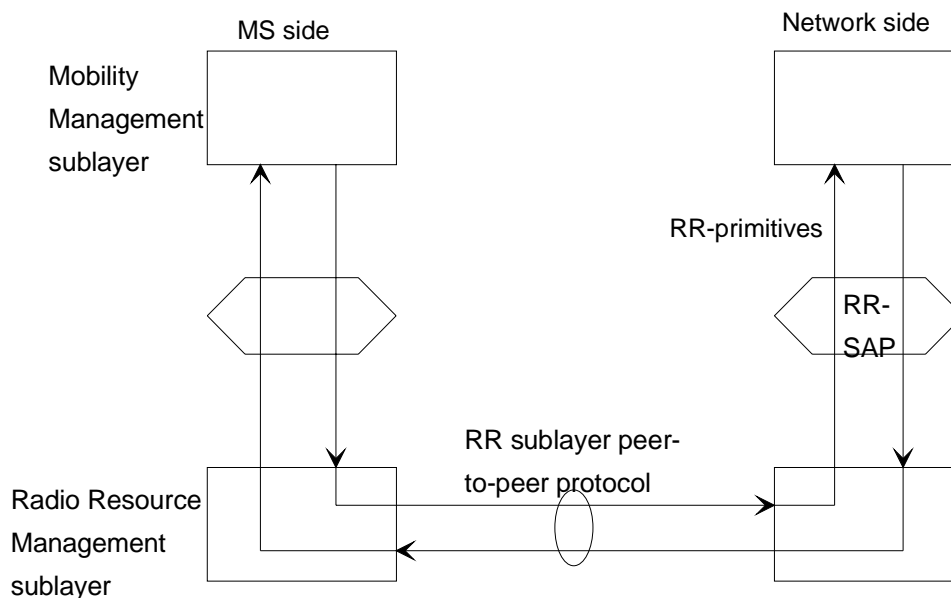 MS side
Network side
Mobility
Management
sublayer
RR-primitives
RR-
SAP
RR sublayer peer-
to-peer protocol
Radio Resource
Management
sublayer